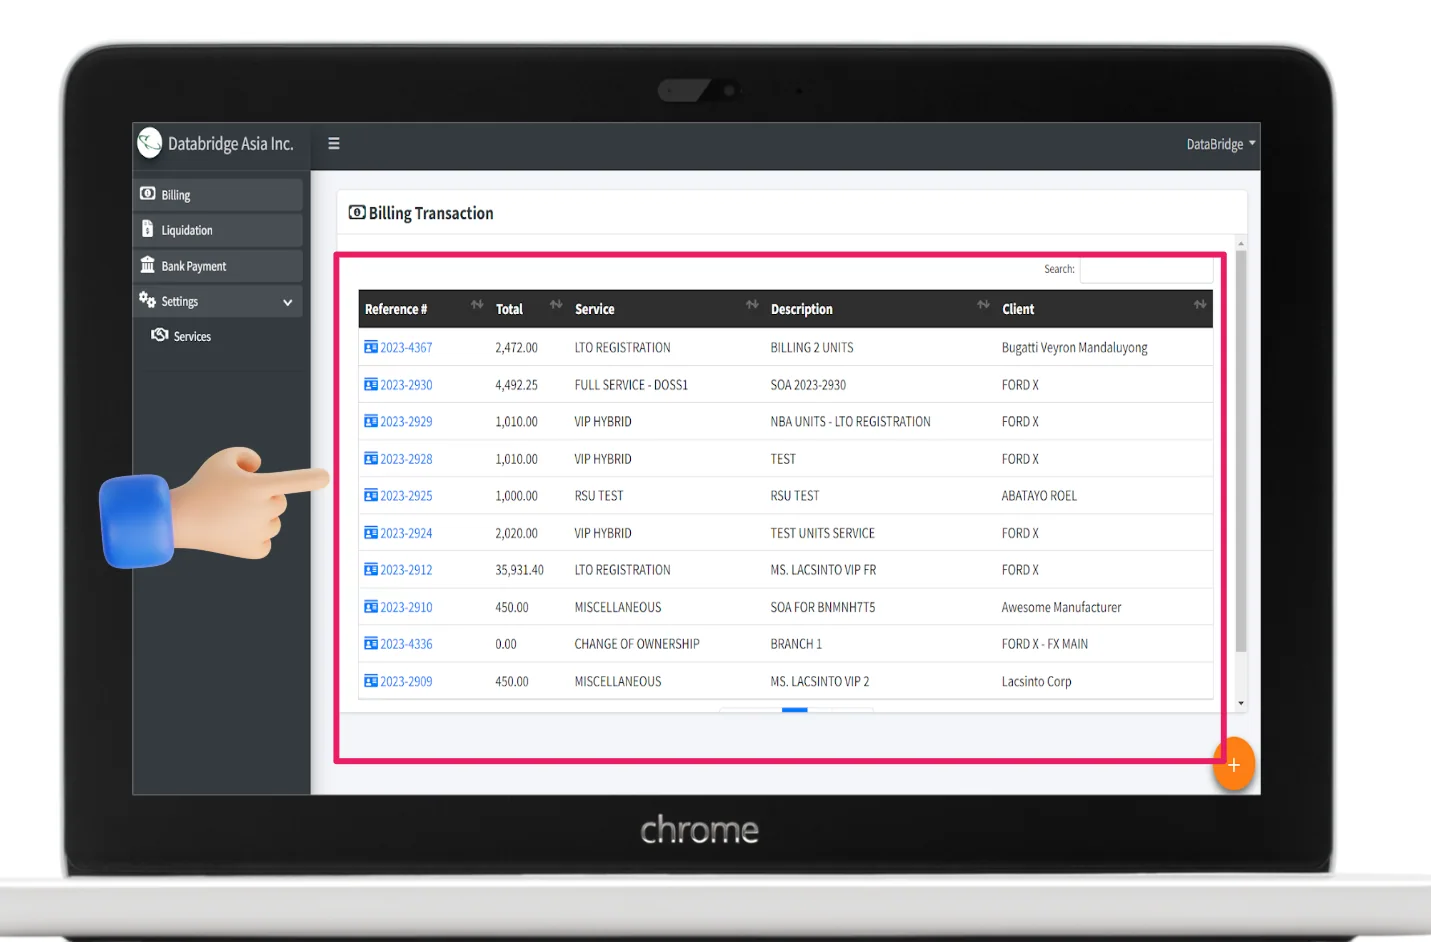 Databridge Asia Inc.
DataBridge
Billing
Liquidation
Bank Payment
Settings
Services
Billing Transaction
Search:
Reference # Total Service Description Client
2023-4367 2,472.00 LTO REGISTRATION BILLING 2 UNITS Bugatti Veyron Mandaluyong
2023-2930 4,492.25 FULL SERVICE - DOSS1 SOA 2023-2930 FORD X
2023-2929 1,010.00 VIP HYBRID NBA UNITS - LTO REGISTRATION FORD X
2023-2928 1,010.00 VIP HYBRID TEST FORD X
2023-2925 1,000.00 RSU TEST RSU TEST ABATAYO ROEL
2023-2924 2,020.00 VIP HYBRID TEST UNITS SERVICE FORD X
2023-2912 35,931.40 LTO REGISTRATION MS. LACSINTO VIP FR FORD X
2023-2910 450.00 MISCELLANEOUS SOA FOR BNMNH7T5 Awesome Manufacturer
2023-4336 0.00 CHANGE OF OWNERSHIP BRANCH 1 FORD X - FX MAIN
2023-2909 450.00 MISCELLANEOUS MS. LACSINTO VIP 2 Lacsinto Corp
+
chrome